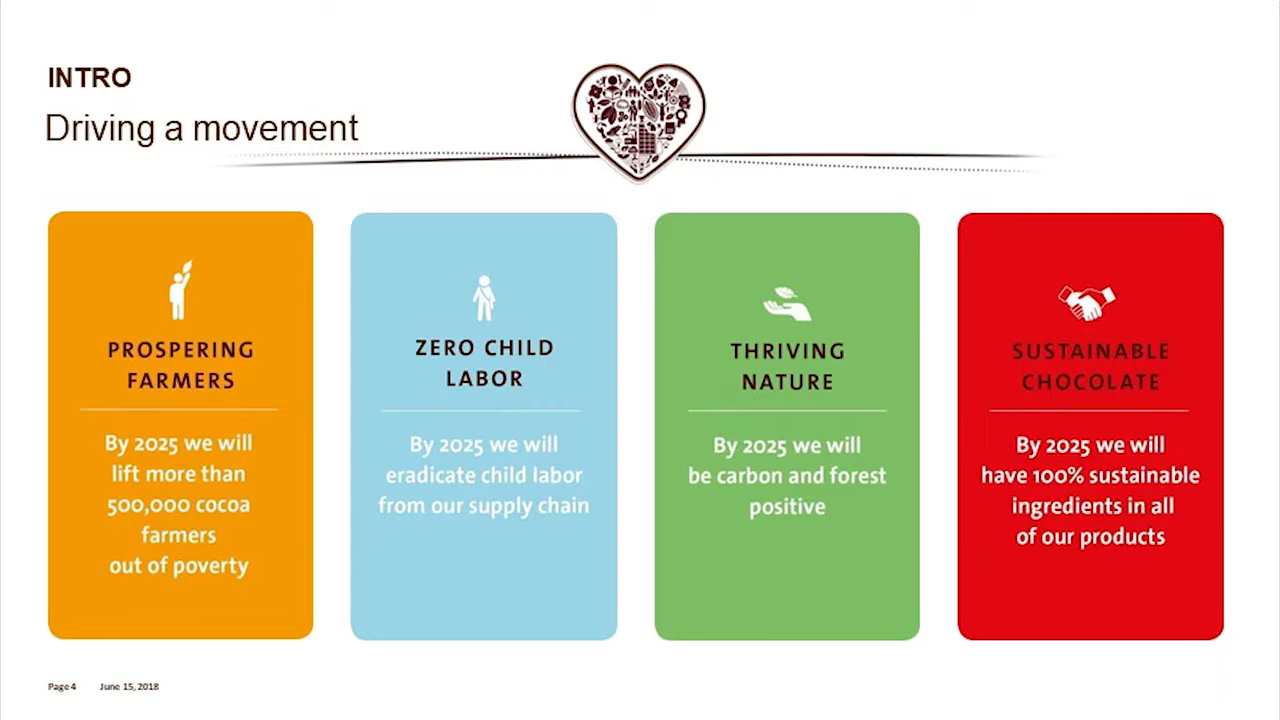 INTRO
Driving a movement
PROSPERING
FARMERS
By 2025 we will
lift more than
500,000 cocoa
farmers
out of poverty
ZERO CHILD
LABOR
By 2025 we will
eradicate child labor
from our supply chain
THRIVING
NATURE
By 2025 we will
be carbon and forest
positive
SUSTAINABLE
CHOCOLATE
By 2025 we will
have 100% sustainable
ingredients in all
of our products
Page 4 June 15, 2018